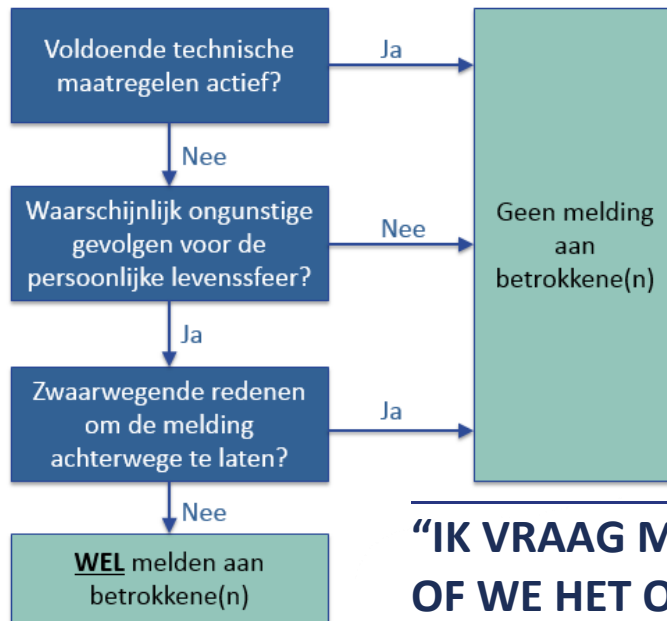 Voldoende technische
maatregelen actief?
Ja
Nee
Waarschijnlijk ongunstige
gevolgen voor de
persoonlijke levenssfeer?
Nee
Geen melding
aan
betrokkene(n)
Ja
Zwaarwegende redenen
om de melding
achterwege te laten?
Ja
Nee
WEL melden aan
betrokkene(n)
“IK VRAAG M
OF WE HET O